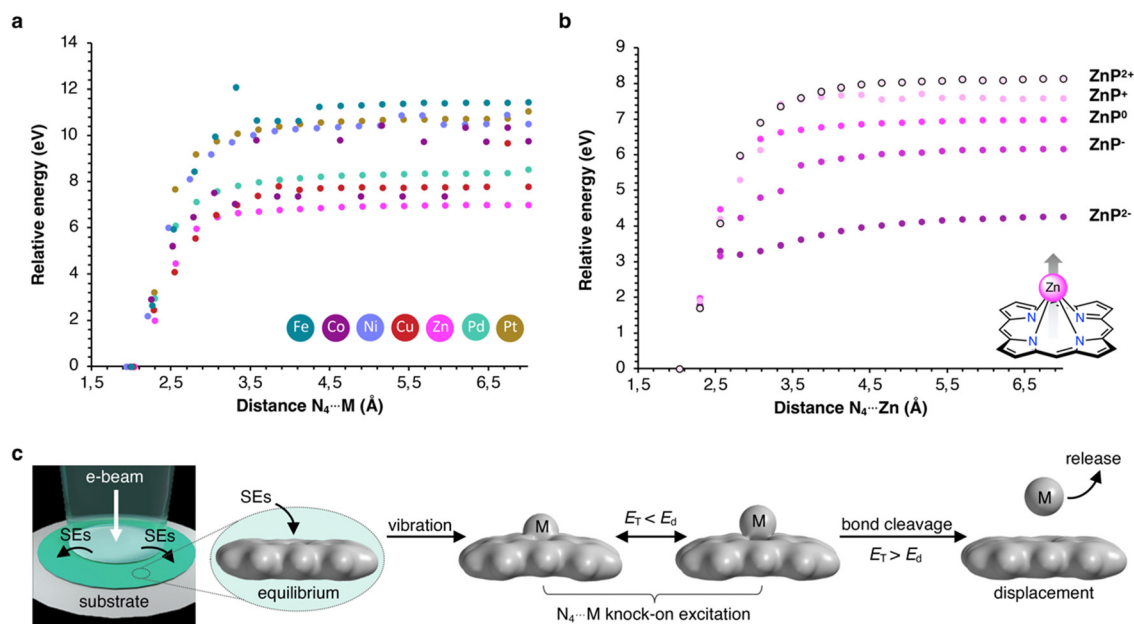 a
14
12
10
8
6
4
2
0
Relative energy (eV)
Fe Co Ni Cu Zn Pd Pt
1,5 2,5 3,5 4,5 5,5 6,5
Distance N₄···M (Å)
b
9
8
7
6
5
4
3
2
1
0
Relative energy (eV)
ZnP²⁺
ZnP⁺
ZnP⁰
ZnP⁻
ZnP²⁻
Zn
N N
N N
1,5 2,5 3,5 4,5 5,5 6,5
Distance N₄···Zn (Å)
c
e-beam
SEs SEs
substrate
SEs
equilibrium
vibration
M
E_T < E_d
M
N₄···M knock-on excitation
bond cleavage
E_T > E_d
release
M
displacement